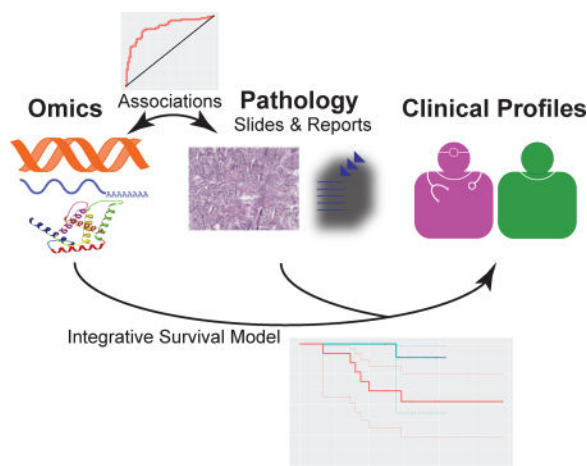 Omics
Associations
Pathology
Slides & Reports
Clinical Profiles
Integrative Survival Model